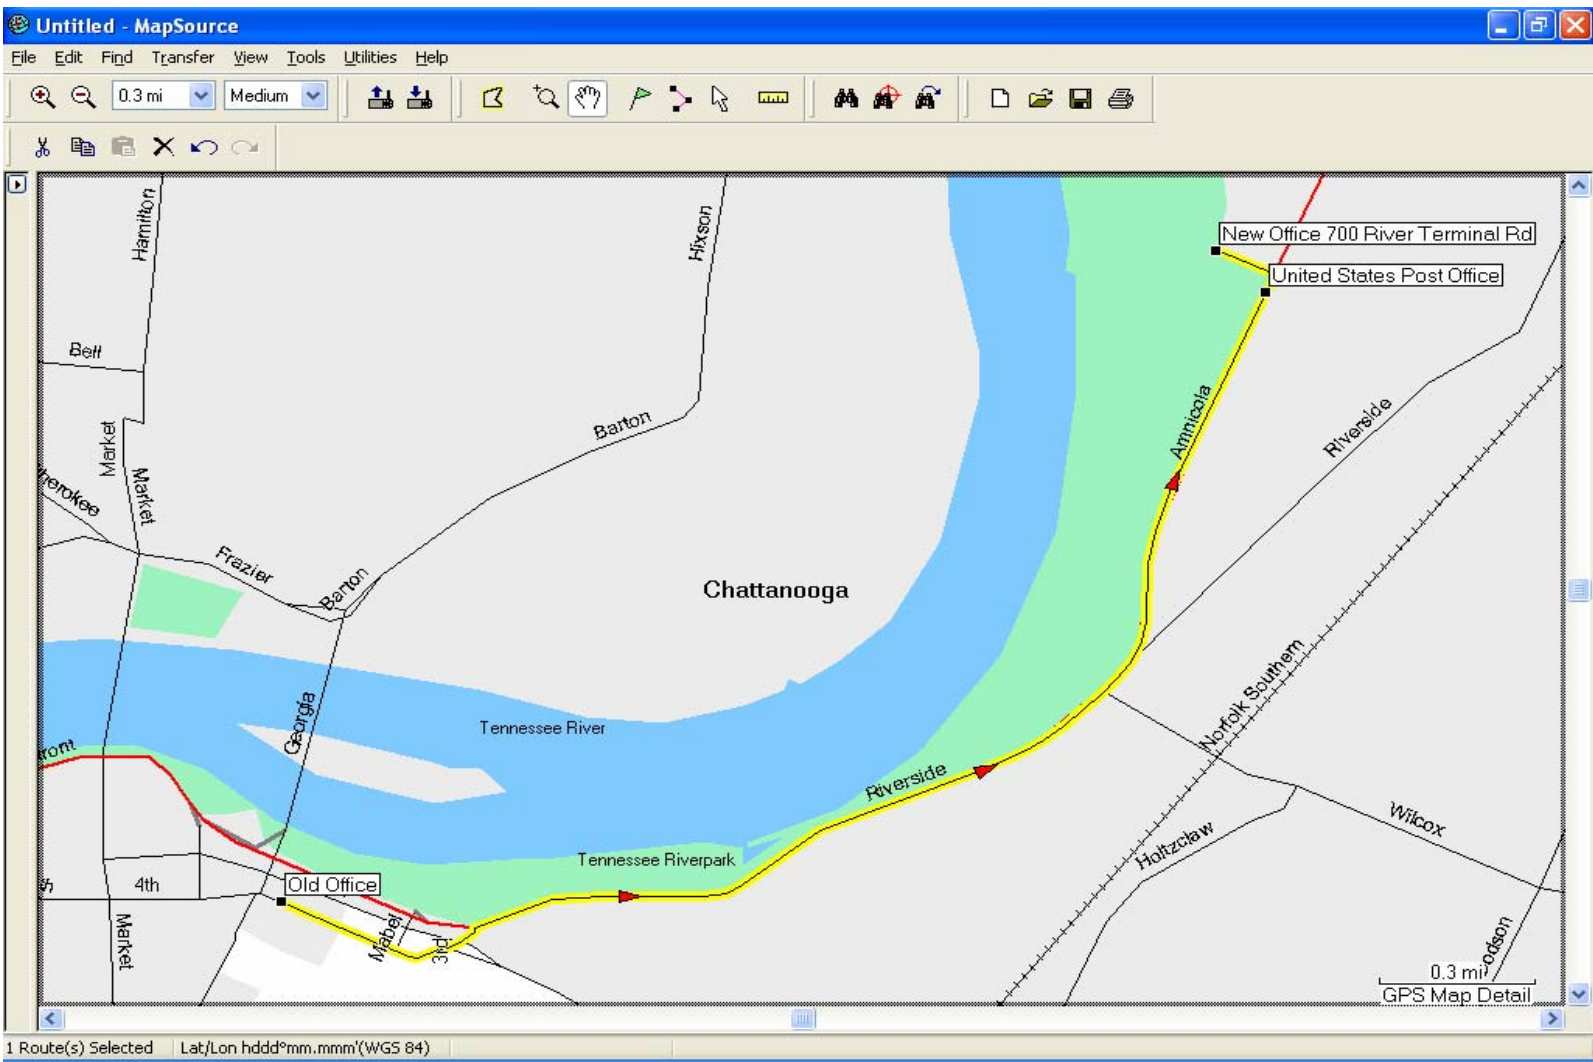 Untitled - MapSource
File Edit Find Transfer View Tools Utilities Help
0.3 mi Medium
Hamilton
Hixson
New Office 700 River Terminal Rd
United States Post Office
Bell
Market
Market
Barton
Amnicola
Riverside
herokee
Frazier
Barton
Chattanooga
Georgia
Tennessee River
Norfolk Southern
ront
Riverside
Wilcox
Holtzclaw
Tennessee Riverpark
4th
Old Office
Market
Mabel
3rd
odson
0.3 mi
GPS Map Detail
1 Route(s) Selected Lat/Lon hddd°mm.mmm'(WGS 84)